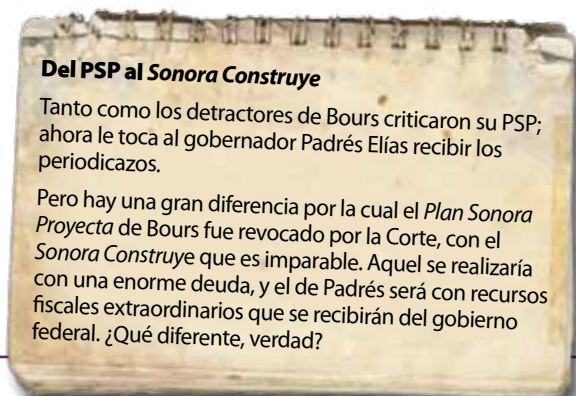 Del PSP al Sonora Construye
Tanto como los detractores de Bours criticaron su PSP;
ahora le toca al gobernador Padrés Elías recibir los
periodicazos.
Pero hay una gran diferencia por la cual el Plan Sonora
Proyecta de Bours fue revocado por la Corte, con el
Sonora Construye que es imparable. Aquel se realizaría
con una enorme deuda, y el de Padrés será con recursos
fiscales extraordinarios que se recibirán del gobierno
federal. ¿Qué diferente, verdad?